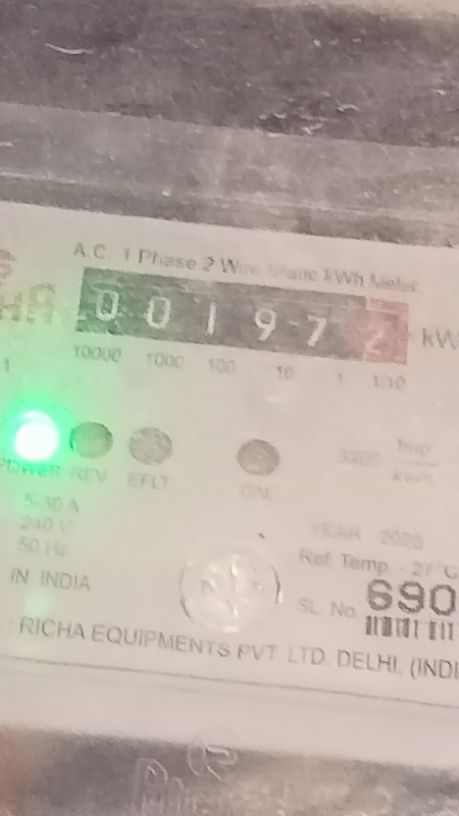 A.C. 1 Phase 2 Wire Static kWh Meter
0 0 1 9 7 2 kW
10000 1000 100 10 1 1/10
POWER REV EFLT CAL 3200 Imp/kWh
5-30 A
240 V
50 Hz
YEAR 2025
Ref. Temp. - 27°C
IN INDIA
SL. No. 690
RICHA EQUIPMENTS PVT. LTD. DELHI, (INDI